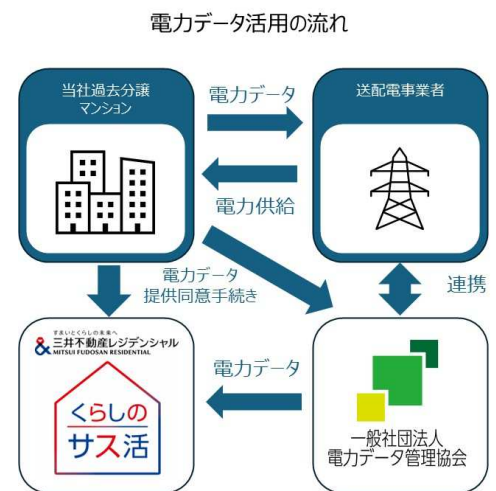 電力データ活用の流れ
当社過去分譲
マンション
電力データ
送配電事業者
電力供給
電力データ
提供同意手続き
連携
すまいとくらしの未来へ
三井不動産レジデンシャル
MITSUI FUDOSAN RESIDENTIAL
くらしの
サス活
電力データ
一般社団法人
電力データ管理協会